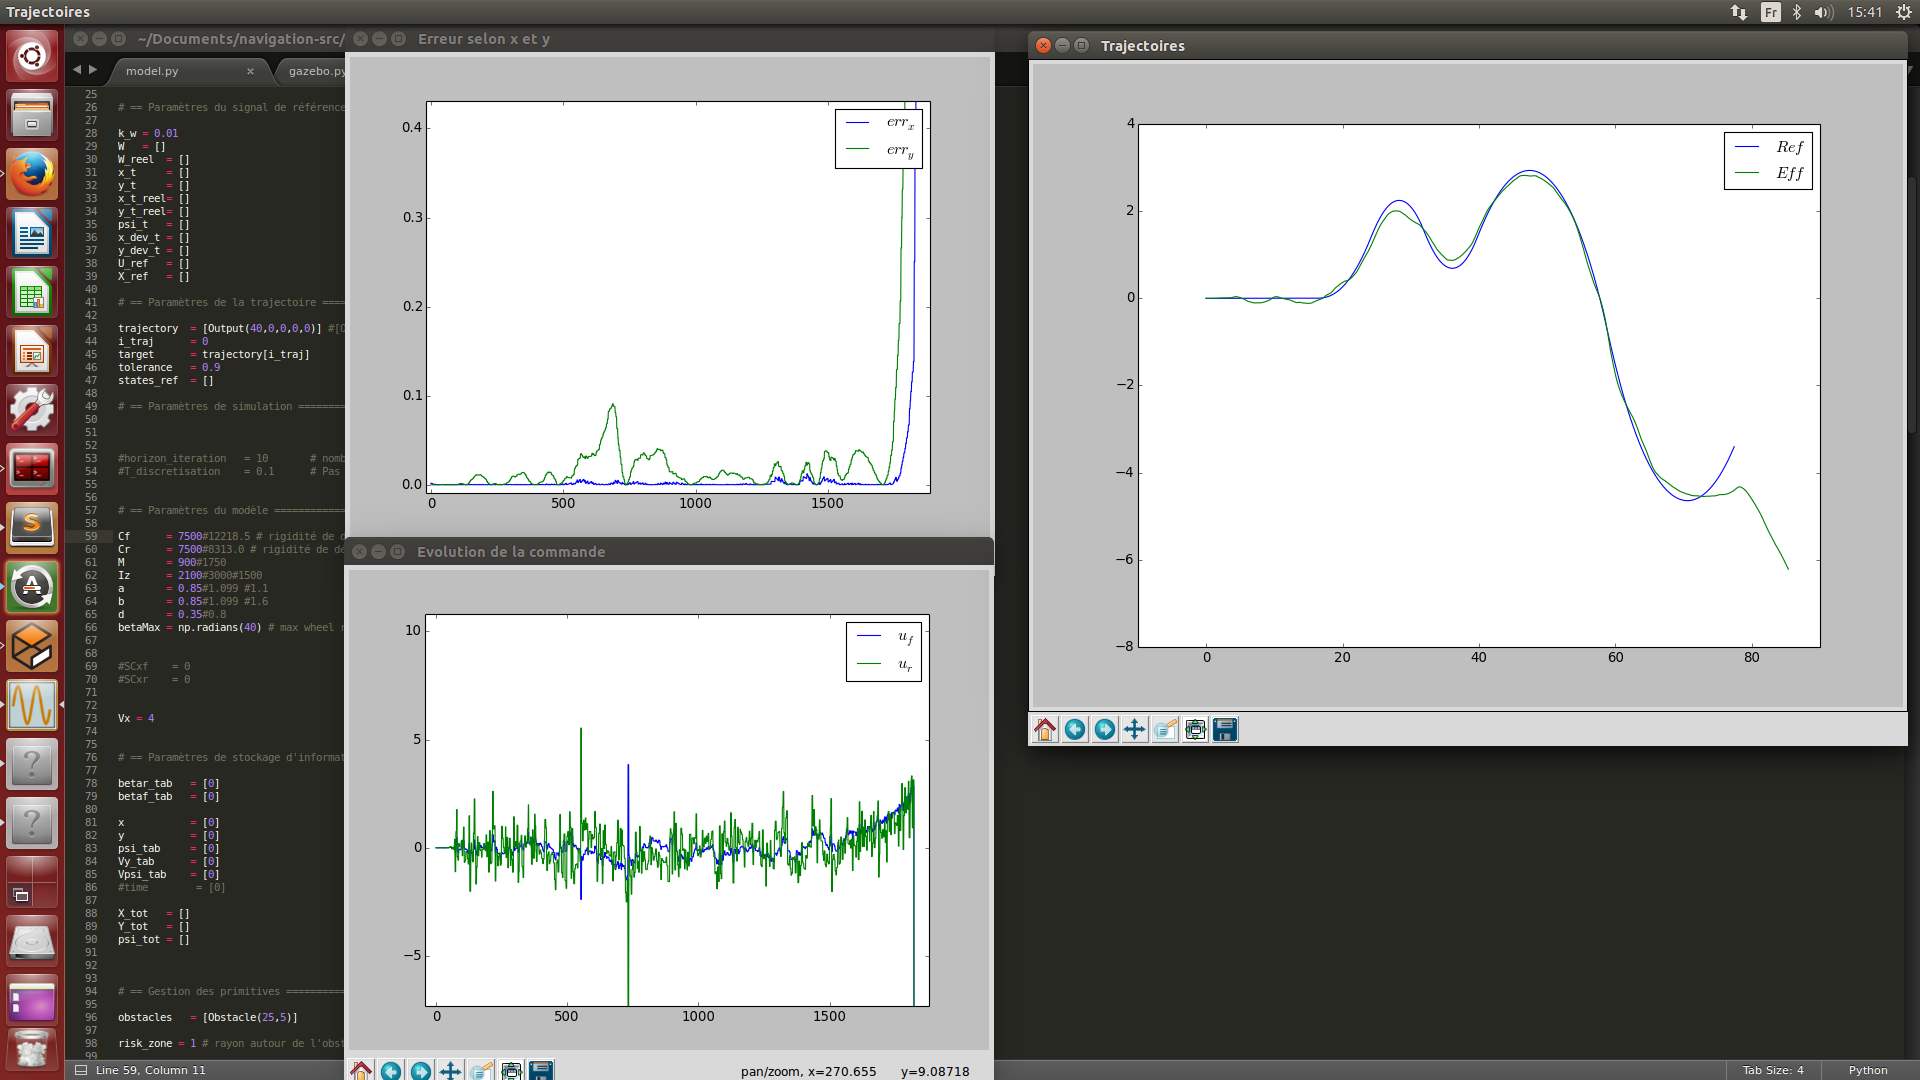 Trajectoires
Fr
15:41
~/Documents/navigation-src/
model.py
gazebo.py
25
26 # == Paramètres du signal de référence
27
28 k_w = 0.01
29 W = []
30 W_reel = []
31 x_t = []
32 y_t = []
33 x_t_reel= []
34 y_t_reel= []
35 psi_t = []
36 x_dev_t = []
37 y_dev_t = []
38 U_ref = []
39 X_ref = []
40
41 # == Paramètres de la trajectoire ====
42
43 trajectory = [Output(40,0,0,0,0)] #[O
44 i_traj = 0
45 target = trajectory[i_traj]
46 tolerance = 0.9
47 states_ref = []
48
49 # == Paramètres de simulation ========
50
51
52
53 #horizon_iteration = 10 # nomb
54 #T_discretisation = 0.1 # Pas
55
56
57 # == Paramètres du modèle ============
58
59 Cf = 7500#12218.5 # rigidité de d
60 Cr = 7500#8313.0 # rigidité de dé
61 M = 900#1750
62 Iz = 2100#3000#1500
63 a = 0.85#1.099 #1.1
64 b = 0.85#1.099 #1.6
65 d = 0.35#0.8
66 betaMax = np.radians(40) # max wheel r
67
68
69 #SCxf = 0
70 #SCxr = 0
71
72
73 Vx = 4
74
75
76 # == Paramètres de stockage d'informat
77
78 betar_tab = [0]
79 betaf_tab = [0]
80
81 x = [0]
82 y = [0]
83 psi_tab = [0]
84 Vy_tab = [0]
85 Vpsi_tab = [0]
86 #time = [0]
87
88 X_tot = []
89 Y_tot = []
90 psi_tot = []
91
92
93
94 # == Gestion des primitives ==========
95
96 obstacles = [Obstacle(25,5)]
97
98 risk_zone = 1 # rayon autour de l'obst
99
Line 59, Column 11
Tab Size: 4
Python
Erreur selon x et y
0.4
0.3
0.2
0.1
0.0
0 500 1000 1500
err_x
err_y
Evolution de la commande
10
5
0
−5
0 500 1000 1500
u_f
u_r
pan/zoom, x=270.655 y=9.08718
Trajectoires
4
2
0
−2
−4
−6
−8
0 20 40 60 80
Ref
Eff